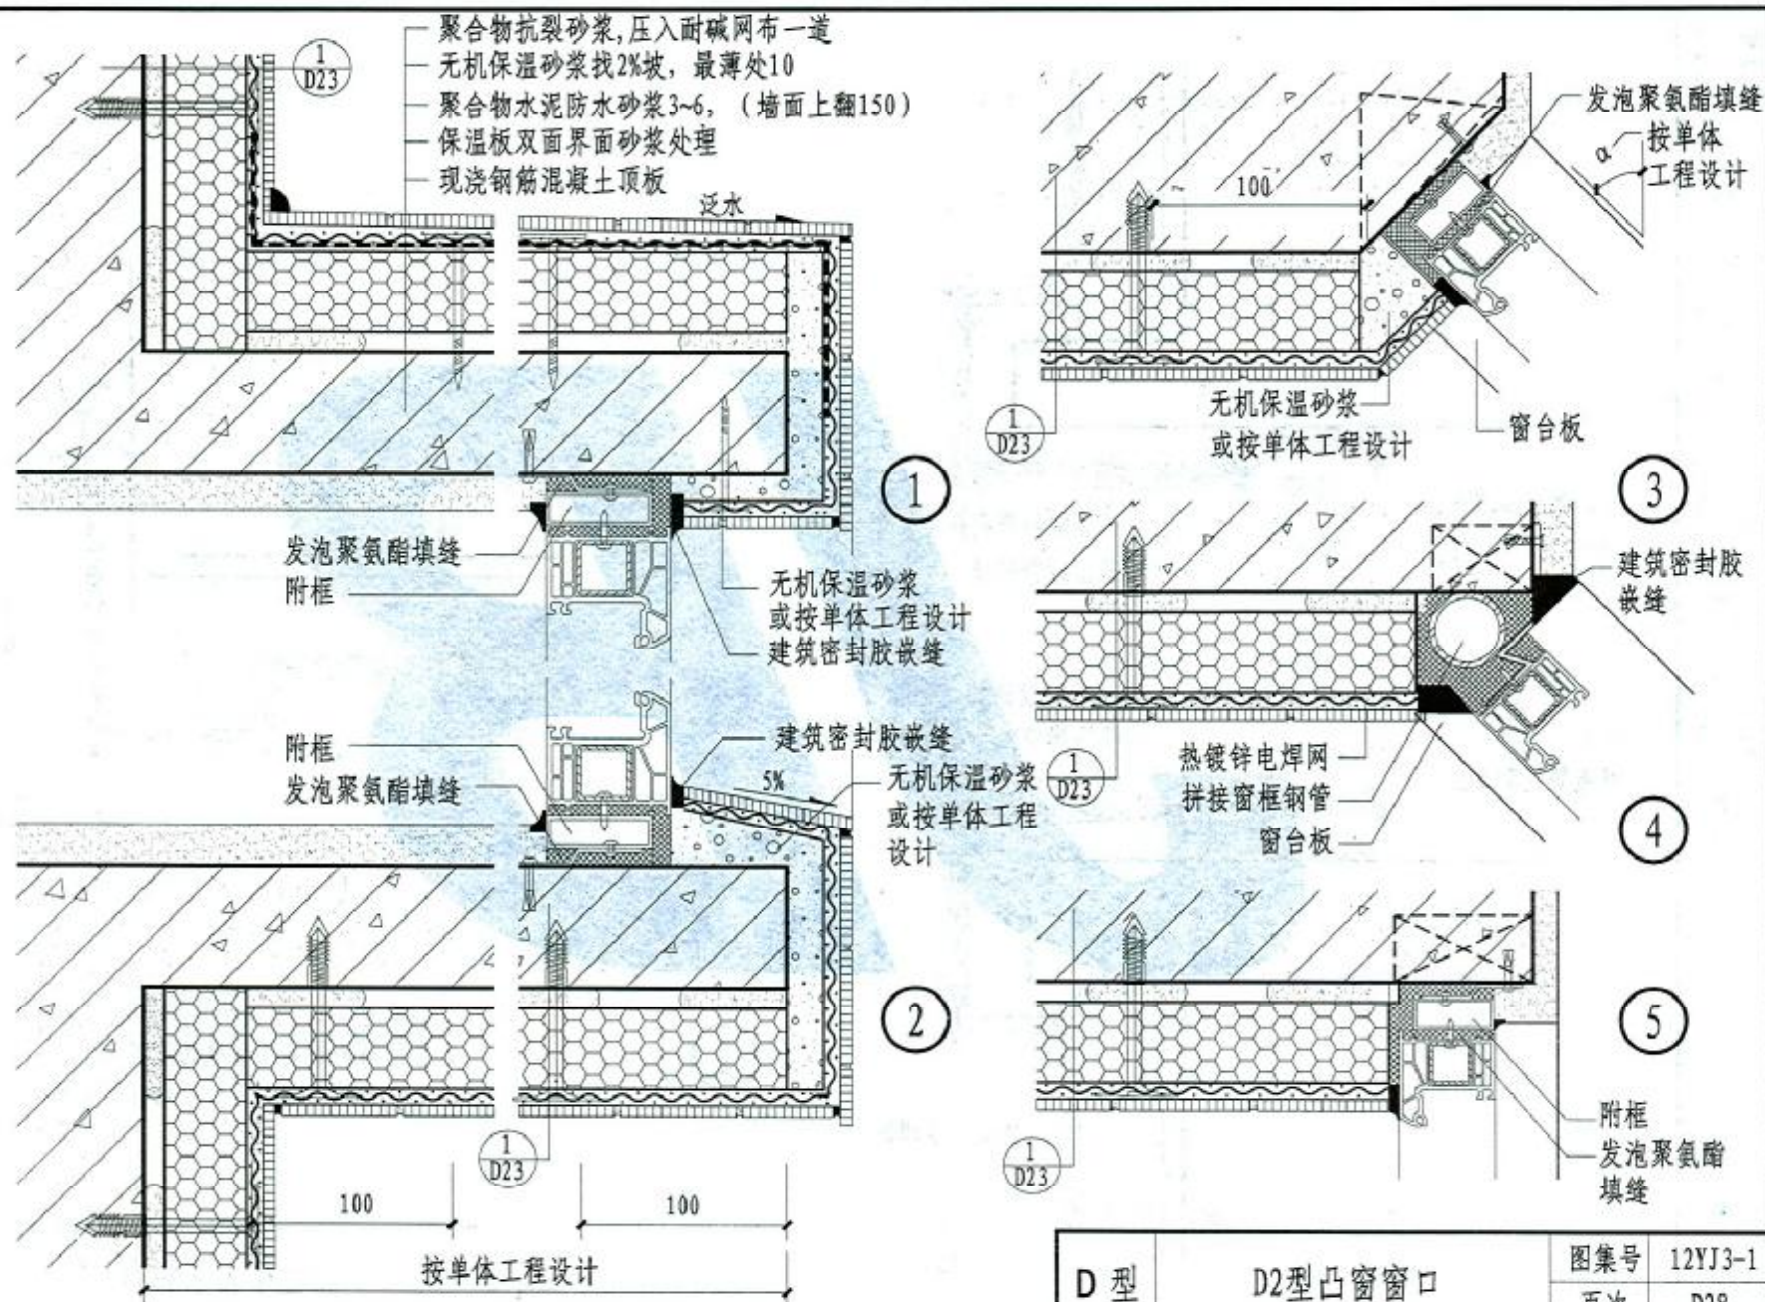 聚合物抗裂砂浆,压入耐碱网布一道
无机保温砂浆找2%坡，最薄处10
聚合物水泥防水砂浆3~6，（墙面上翻150）
保温板双面界面砂浆处理
现浇钢筋混凝土顶板
1
D23
泛水
发泡聚氨酯填缝
附框
无机保温砂浆
或按单体工程设计
建筑密封胶嵌缝
1
附框
发泡聚氨酯填缝
建筑密封胶嵌缝
5%
无机保温砂浆
或按单体工程
设计
2
1
D23
100
100
按单体工程设计
发泡聚氨酯填缝
α
按单体
工程设计
100
1
D23
无机保温砂浆
或按单体工程设计
窗台板
3
建筑密封胶
嵌缝
1
D23
热镀锌电焊网
拼接窗框钢管
窗台板
4
5
1
D23
附框
发泡聚氨酯
填缝
D 型
D2型凸窗窗口
图集号
12YJ3-1
页次
D28